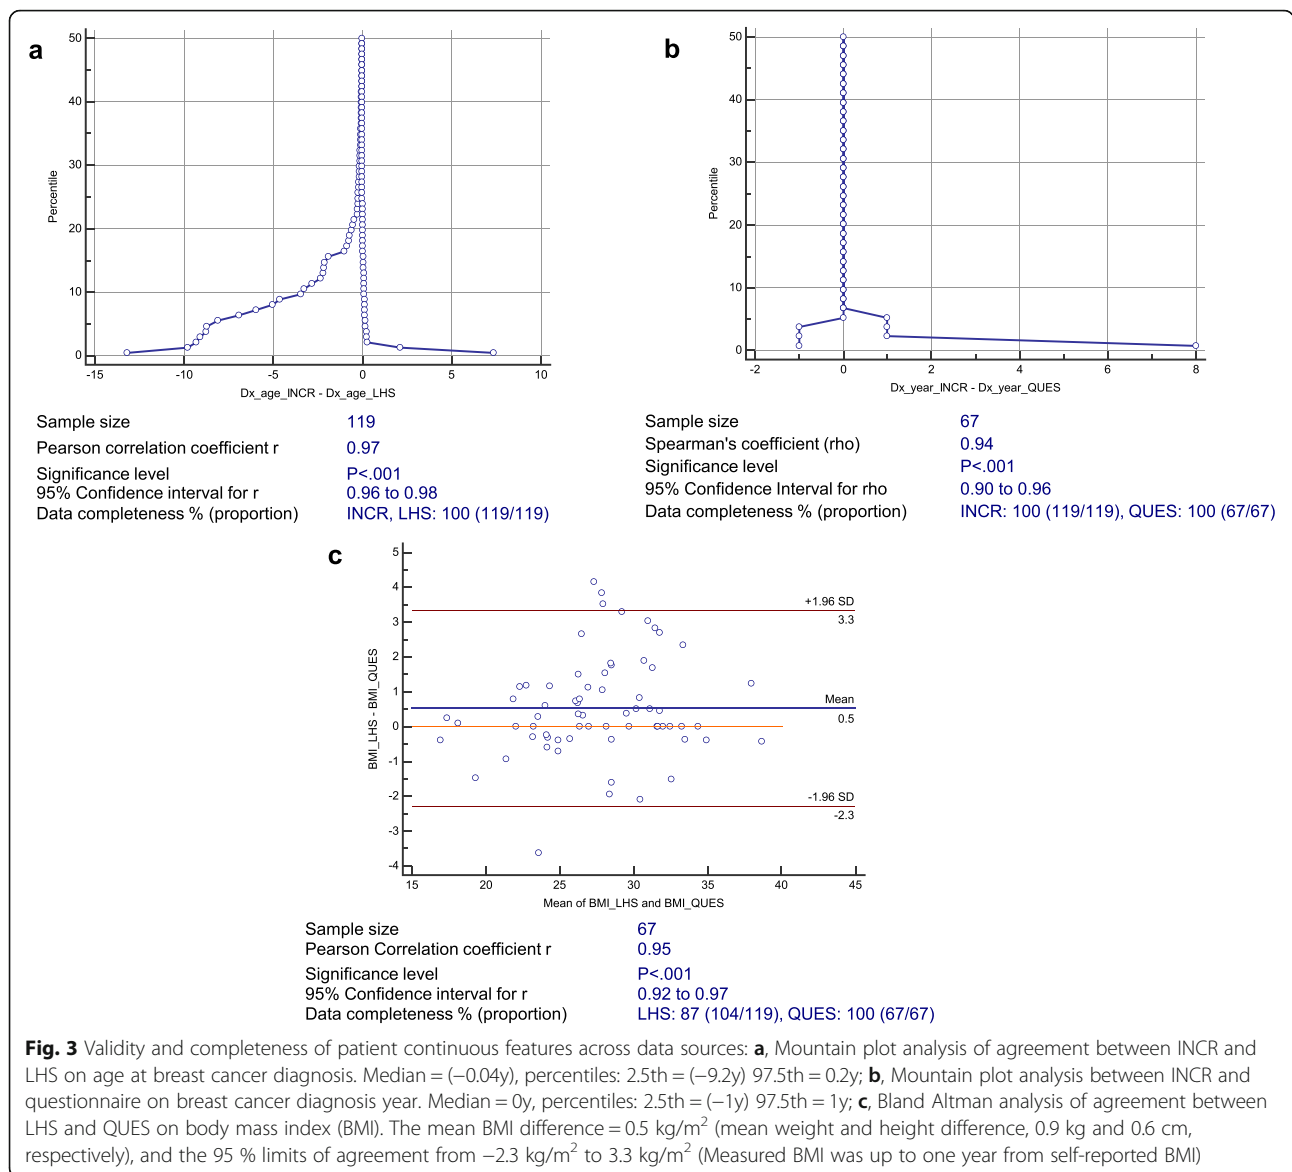 a
50
40
30
20
10
0
Percentile
-15 -10 -5 0 5 10
Dx_age_INCR - Dx_age_LHS
Sample size 119
Pearson correlation coefficient r 0.97
Significance level P<.001
95% Confidence interval for r 0.96 to 0.98
Data completeness % (proportion) INCR, LHS: 100 (119/119)
b
50
40
30
20
10
0
Percentile
-2 0 2 4 6 8
Dx_year_INCR - Dx_year_QUES
Sample size 67
Spearman's coefficient (rho) 0.94
Significance level P<.001
95% Confidence Interval for rho 0.90 to 0.96
Data completeness % (proportion) INCR: 100 (119/119), QUES: 100 (67/67)
c
5
4
3
2
1
0
-1
-2
-3
-4
BMI_LHS - BMI_QUES
+1.96 SD
3.3
Mean
0.5
-1.96 SD
-2.3
15 20 25 30 35 40 45
Mean of BMI_LHS and BMI_QUES
Sample size 67
Pearson Correlation coefficient r 0.95
Significance level P<.001
95% Confidence interval for r 0.92 to 0.97
Data completeness % (proportion) LHS: 87 (104/119), QUES: 100 (67/67)
Fig. 3 Validity and completeness of patient continuous features across data sources: a, Mountain plot analysis of agreement between INCR and
LHS on age at breast cancer diagnosis. Median = (−0.04y), percentiles: 2.5th = (−9.2y) 97.5th = 0.2y; b, Mountain plot analysis between INCR and
questionnaire on breast cancer diagnosis year. Median = 0y, percentiles: 2.5th = (−1y) 97.5th = 1y; c, Bland Altman analysis of agreement between
LHS and QUES on body mass index (BMI). The mean BMI difference = 0.5 kg/m² (mean weight and height difference, 0.9 kg and 0.6 cm,
respectively), and the 95 % limits of agreement from −2.3 kg/m² to 3.3 kg/m² (Measured BMI was up to one year from self-reported BMI)